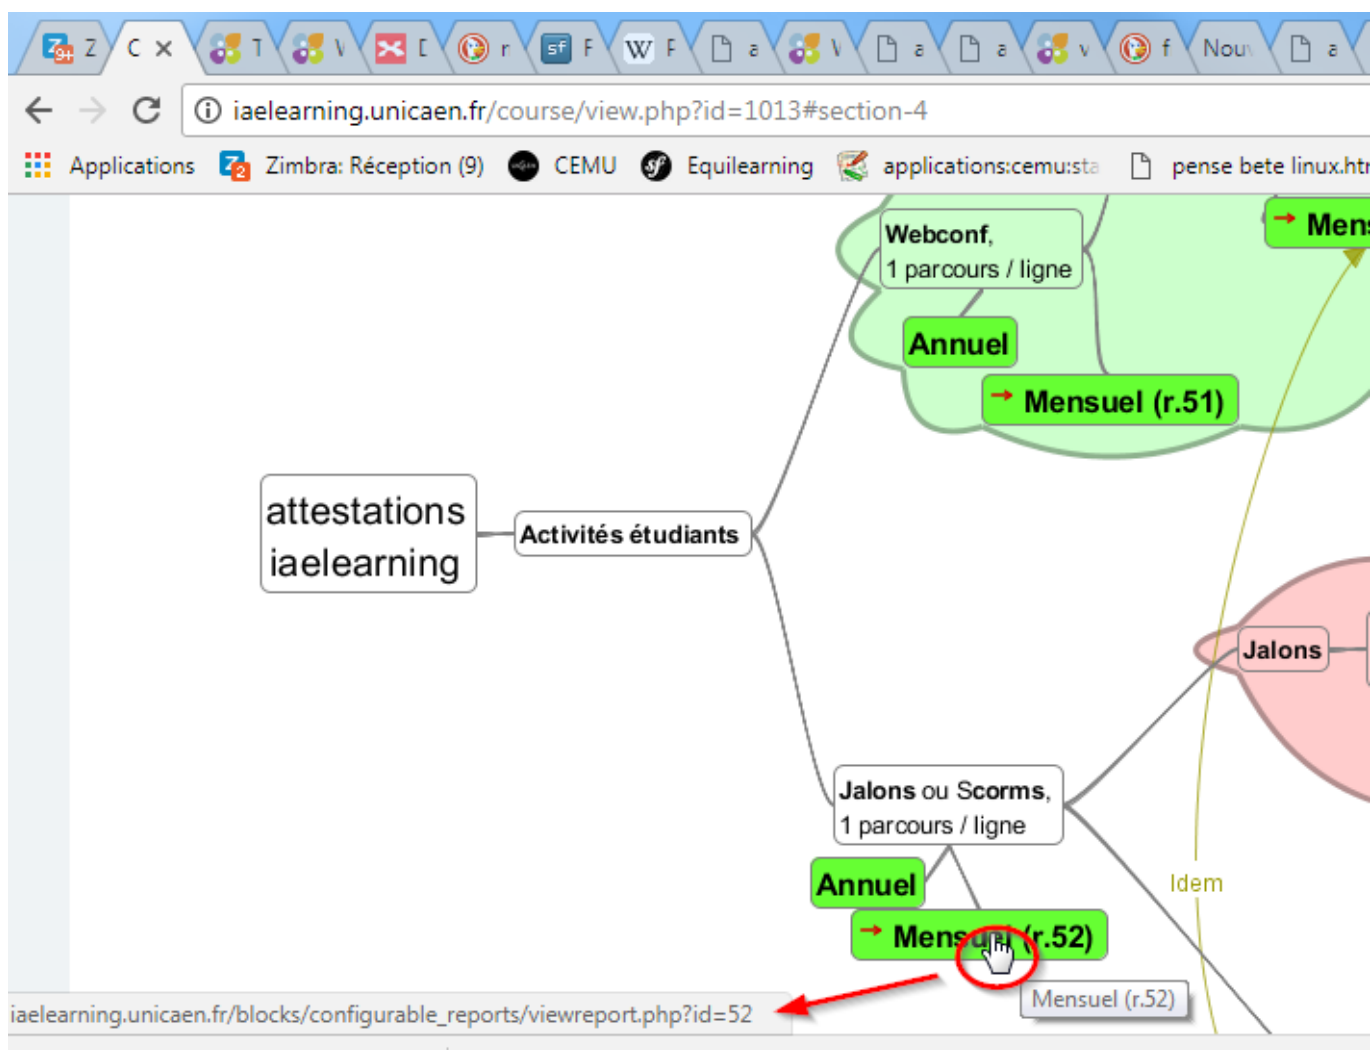 Z C T V D r sf F W F a V a a v f Nouv a
iaelearning.unicaen.fr/course/view.php?id=1013#section-4
Applications Zimbra: Réception (9) CEMU Equilearning applications:cemu:sta pense bete linux.htm
Webconf,
1 parcours / ligne
→ Mens
Annuel
→ Mensuel (r.51)
attestations
iaelearning
Activités étudiants
Jalons
Jalons ou Scorms,
1 parcours / ligne
Annuel
Idem
→ Mensuel (r.52)
Mensuel (r.52)
iaelearning.unicaen.fr/blocks/configurable_reports/viewreport.php?id=52